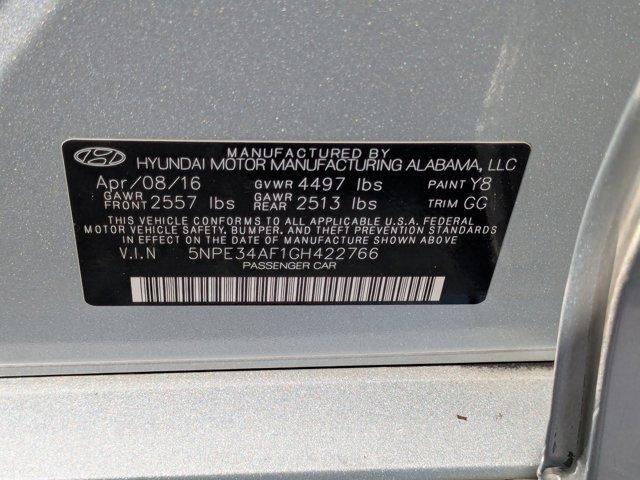 MANUFACTURED BY
HYUNDAI MOTOR MANUFACTURING ALABAMA, LLC
Apr/08/16 GVWR 4497 lbs PAINT Y8
GAWR FRONT 2557 lbs GAWR REAR 2513 lbs TRIM GG
THIS VEHICLE CONFORMS TO ALL APPLICABLE U.S.A. FEDERAL
MOTOR VEHICLE SAFETY, BUMPER, AND THEFT PREVENTION STANDARDS
IN EFFECT ON THE DATE OF MANUFACTURE SHOWN ABOVE.
V.I.N 5NPE34AF1GH422766
PASSENGER CAR